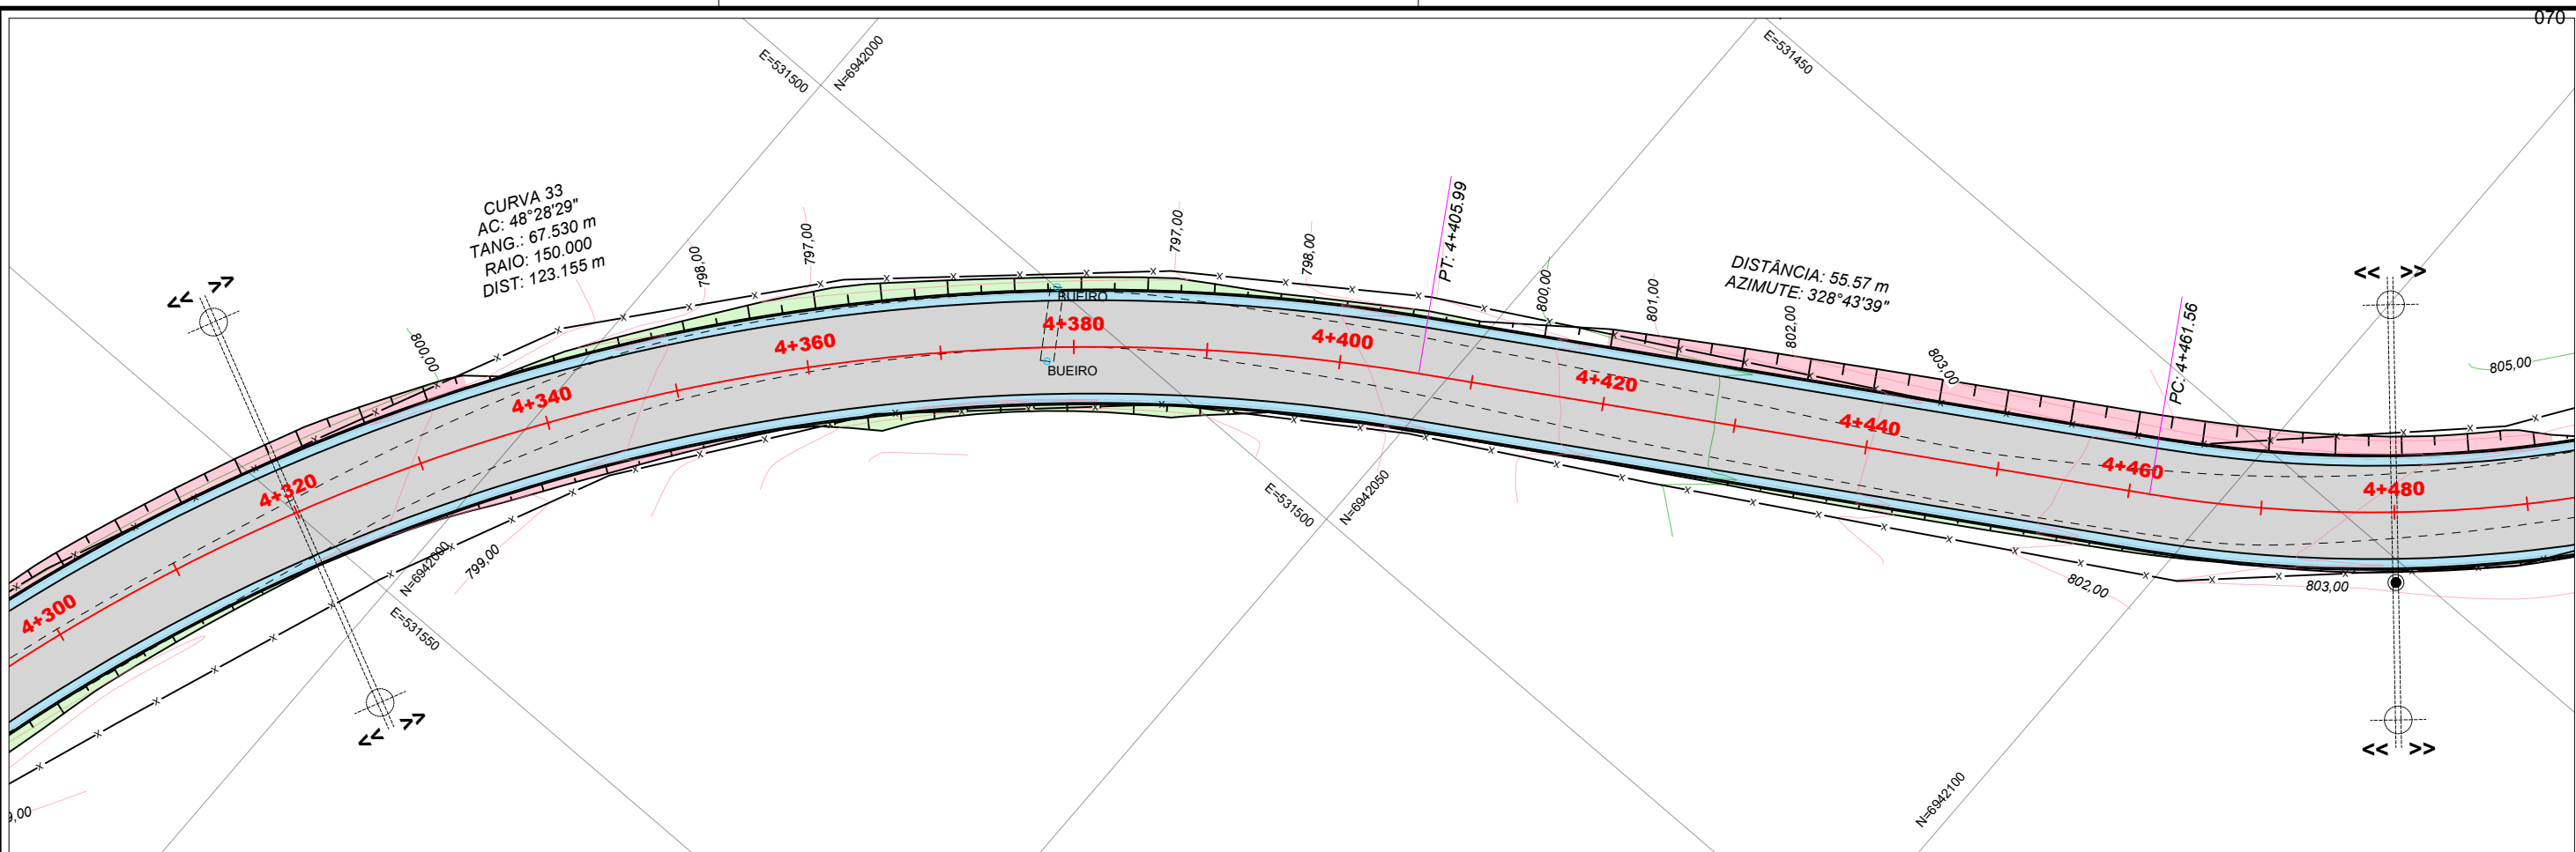 070
E=531500
N=6942000
E=531450
CURVA 33
AC: 48°28'29"
TANG.: 67.530 m
RAIO: 150.000
DIST: 123.155 m
798,00
797,00
797,00
798,00
PT: 4+405.99
800,00
801,00
DISTÂNCIA: 55.57 m
AZIMUTE: 328°43'39"
802,00
803,00
PC: 4+461.56
805,00
<< >>
<< >>
800,00
BUEIRO
BUEIRO
4+300
4+320
4+340
4+360
4+380
4+400
4+420
4+440
4+460
4+480
N=6942000
E=531550
799,00
E=531500
N=6942050
802,00
803,00
N=6942100
<< >>
<< >>
9,00